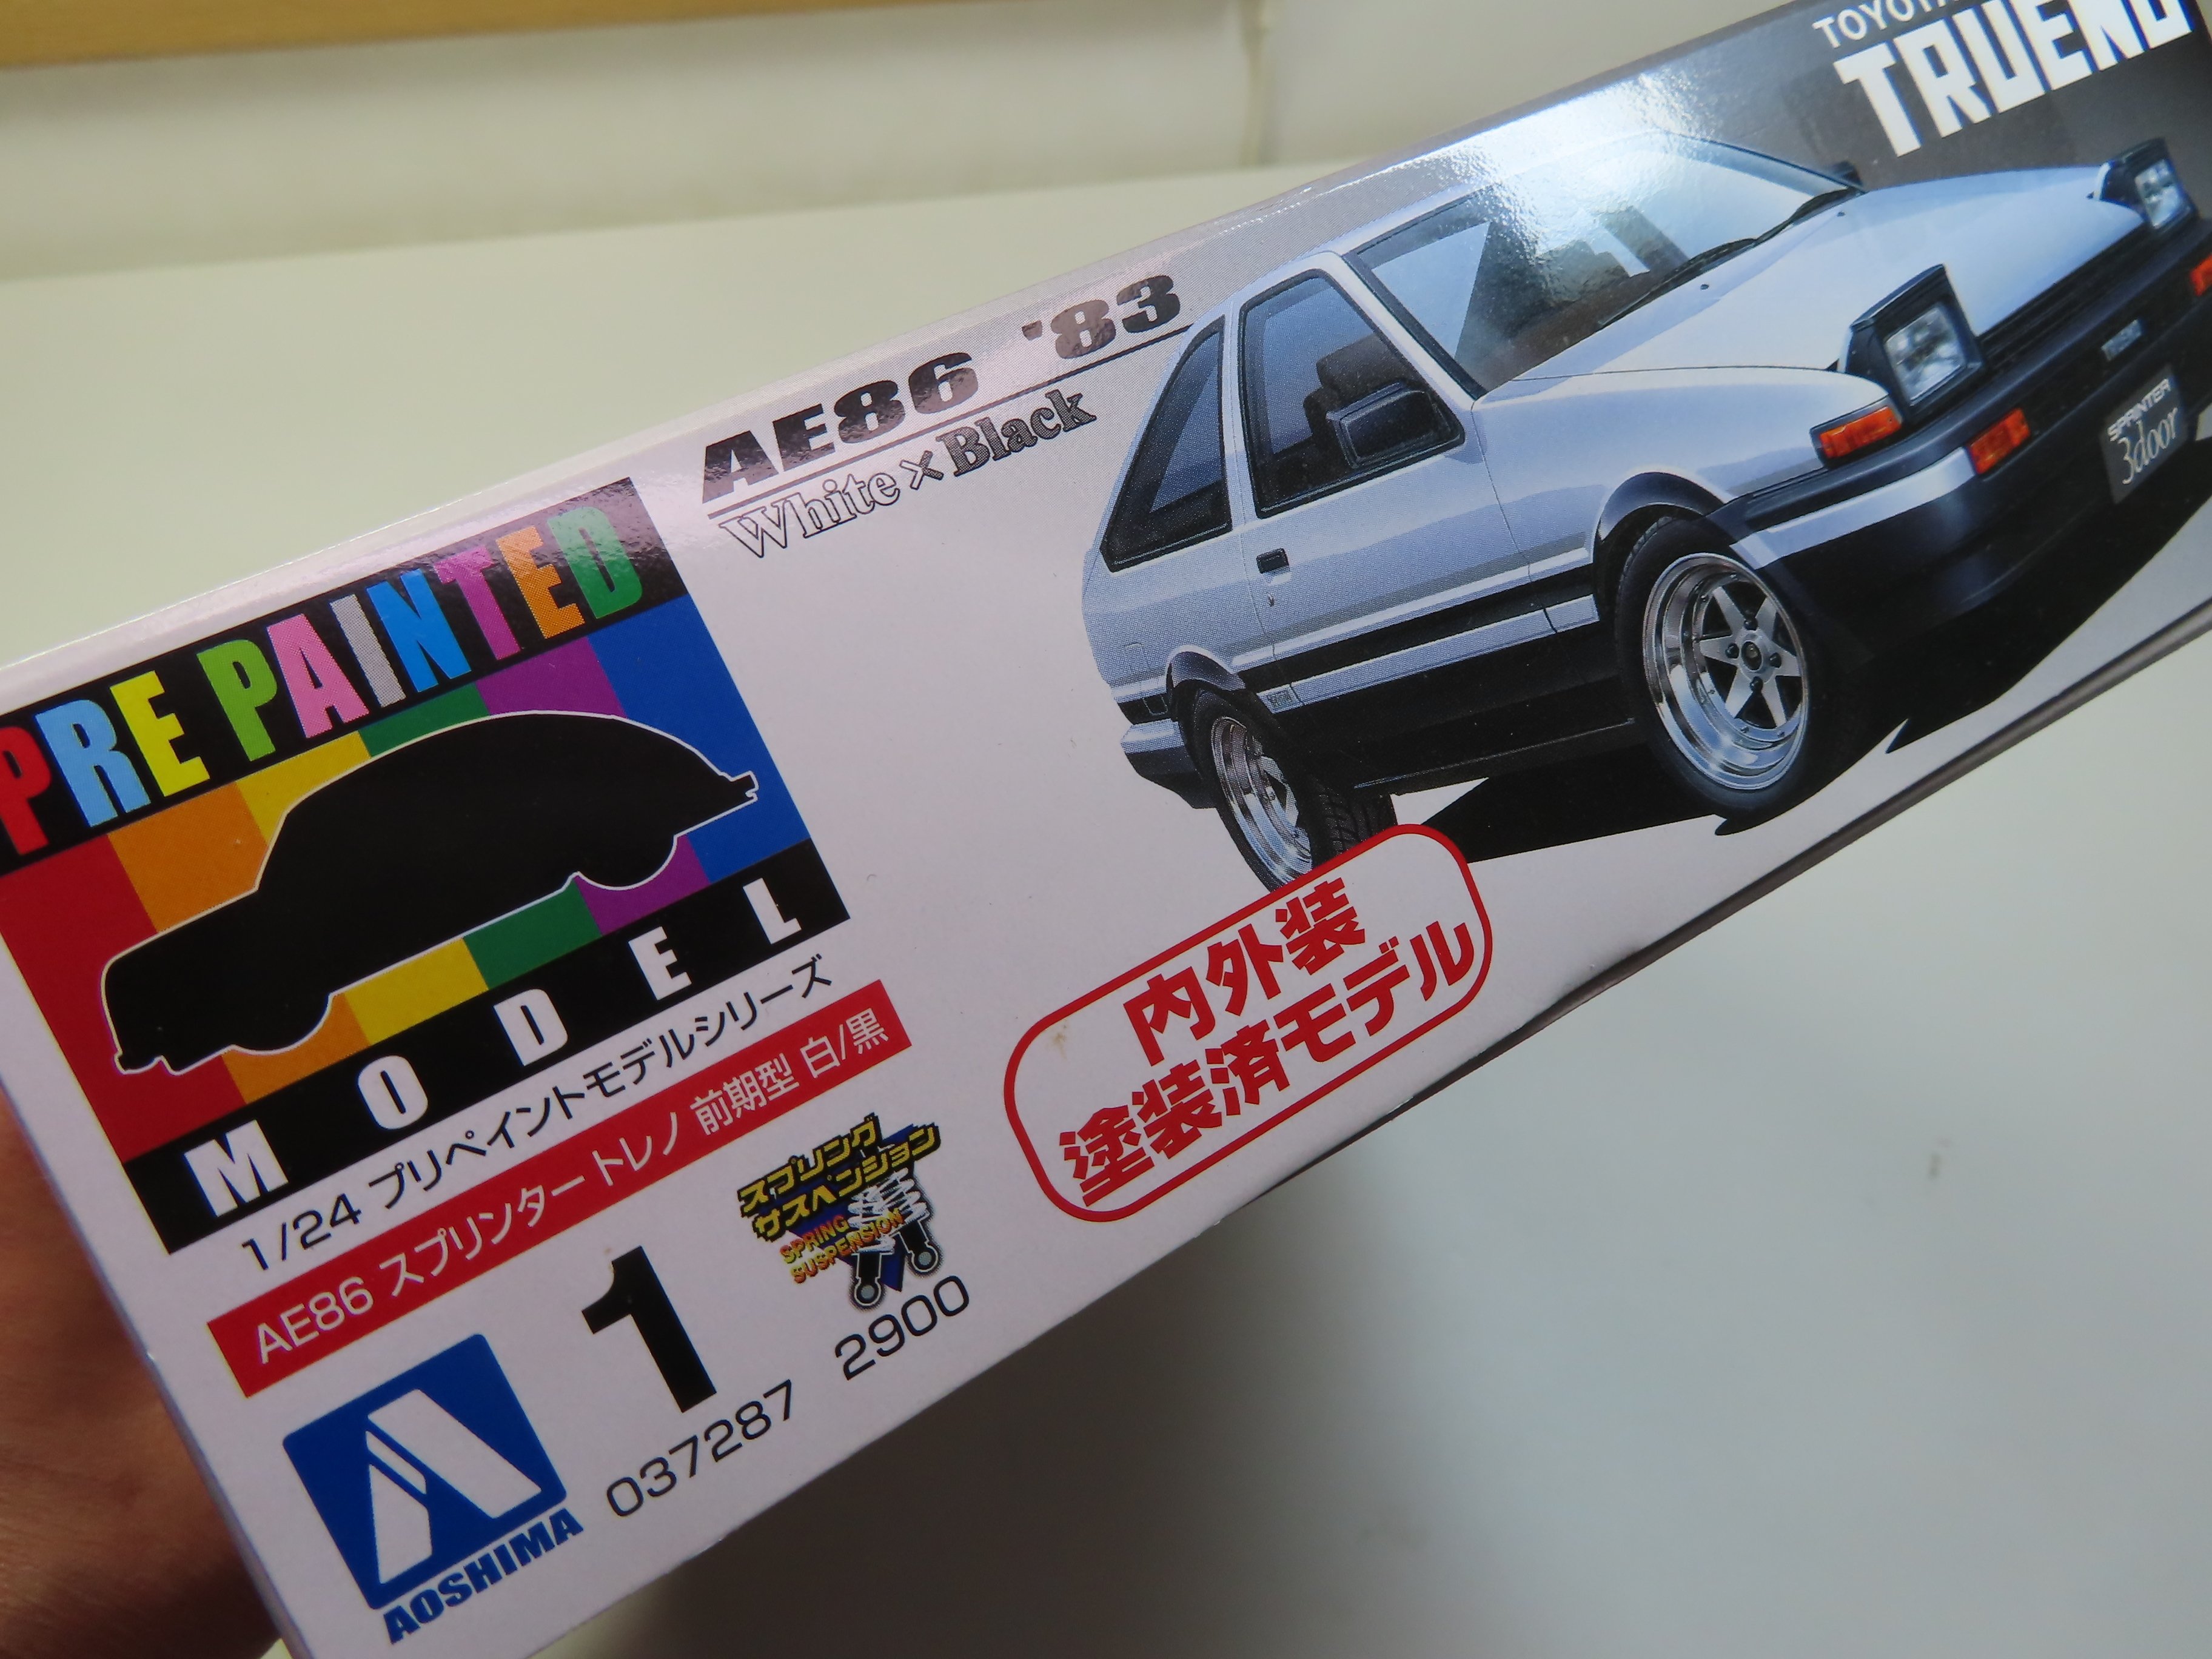 TOYOTA
TRUENO
AE86 '83
White×Black
SPRINTER
3door
PRE PAINTED
MODEL
1/24 プリペイントモデルシリーズ
AE86 スプリンター トレノ 前期型 白/黒
内外装
塗装済モデル
スプリング
サスペンション
SPRING
SUSPENSION
1
037287
2900
AOSHIMA